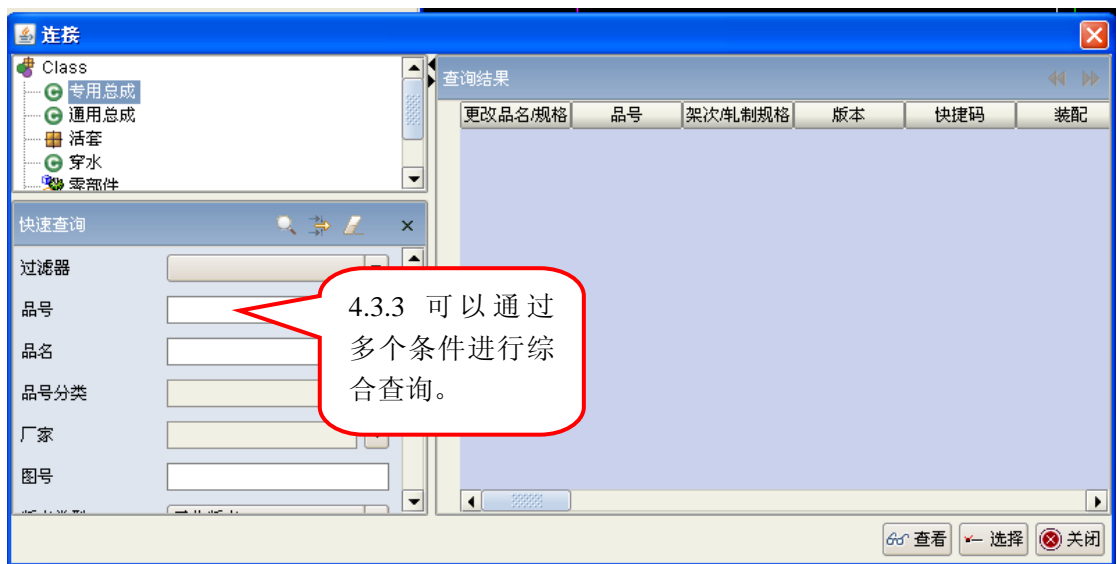 连接
Class
专用总成
通用总成
活套
穿水
零部件
快速查询
过滤器
品号
品名
品号分类
厂家
图号
查询结果
更改品名/规格 品号 架次/轧制规格 版本 快捷码 装配
4.3.3 可以通过
多个条件进行综
合查询。
查看 选择 关闭